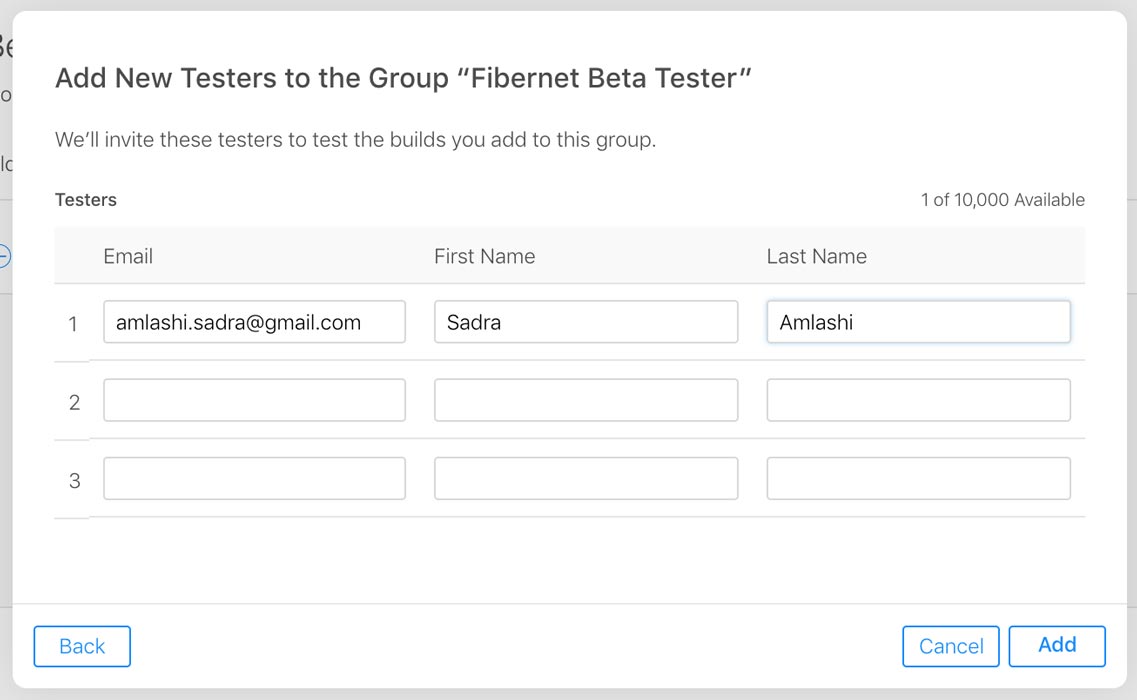 Add New Testers to the Group “Fibernet Beta Tester”
We’ll invite these testers to test the builds you add to this group.
Testers 1 of 10,000 Available
Email First Name Last Name
1 amlashi.sadra@gmail.com Sadra Amlashi
2
3
Back Cancel Add